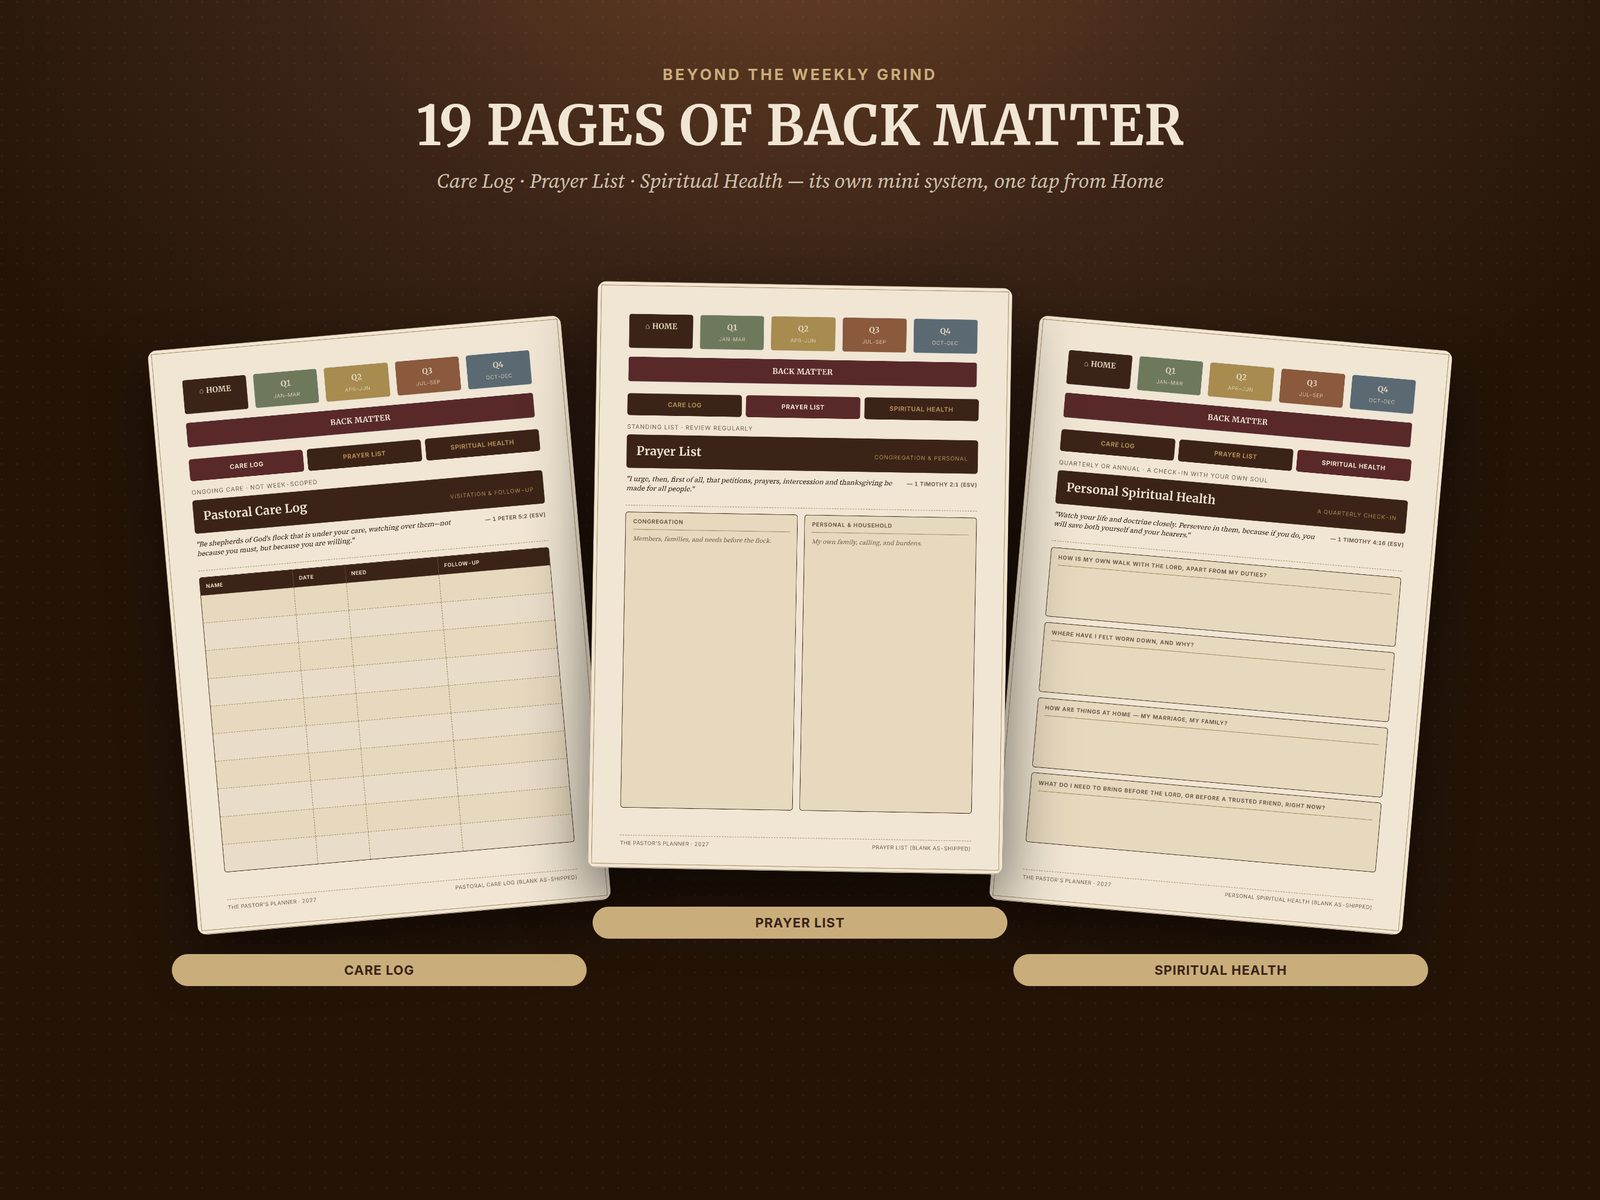 BEYOND THE WEEKLY GRIND
19 PAGES OF BACK MATTER
Care Log · Prayer List · Spiritual Health — its own mini system, one tap from Home
⌂ HOME
Q1
JAN–MAR
Q2
APR–JUN
Q3
JUL–SEP
Q4
OCT–DEC
BACK MATTER
CARE LOG
PRAYER LIST
SPIRITUAL HEALTH
ONGOING CARE · NOT WEEK-SCOPED
Pastoral Care Log
VISITATION & FOLLOW-UP
"Be shepherds of God's flock that is under your care, watching over them—not
because you must, but because you are willing."
— 1 PETER 5:2 (ESV)
NAME
DATE
NEED
FOLLOW-UP
THE PASTOR'S PLANNER · 2027
PASTORAL CARE LOG (BLANK AS-SHIPPED)
CARE LOG
⌂ HOME
Q1
JAN–MAR
Q2
APR–JUN
Q3
JUL–SEP
Q4
OCT–DEC
BACK MATTER
CARE LOG
PRAYER LIST
SPIRITUAL HEALTH
STANDING LIST · REVIEW REGULARLY
Prayer List
CONGREGATION & PERSONAL
"I urge, then, first of all, that petitions, prayers, intercession and thanksgiving be
made for all people."
— 1 TIMOTHY 2:1 (ESV)
CONGREGATION
Members, families, and needs before the flock.
PERSONAL & HOUSEHOLD
My own family, calling, and burdens.
THE PASTOR'S PLANNER · 2027
PRAYER LIST (BLANK AS-SHIPPED)
PRAYER LIST
⌂ HOME
Q1
JAN–MAR
Q2
APR–JUN
Q3
JUL–SEP
Q4
OCT–DEC
BACK MATTER
CARE LOG
PRAYER LIST
SPIRITUAL HEALTH
QUARTERLY OR ANNUAL · A CHECK-IN WITH YOUR OWN SOUL
Personal Spiritual Health
A QUARTERLY CHECK-IN
"Watch your life and doctrine closely. Persevere in them, because if you do, you
will save both yourself and your hearers."
— 1 TIMOTHY 4:16 (ESV)
HOW IS MY OWN WALK WITH THE LORD, APART FROM MY DUTIES?
WHERE HAVE I FELT WORN DOWN, AND WHY?
HOW ARE THINGS AT HOME — MY MARRIAGE, MY FAMILY?
WHAT DO I NEED TO BRING BEFORE THE LORD, OR BEFORE A TRUSTED FRIEND, RIGHT NOW?
THE PASTOR'S PLANNER · 2027
PERSONAL SPIRITUAL HEALTH (BLANK AS-SHIPPED)
SPIRITUAL HEALTH